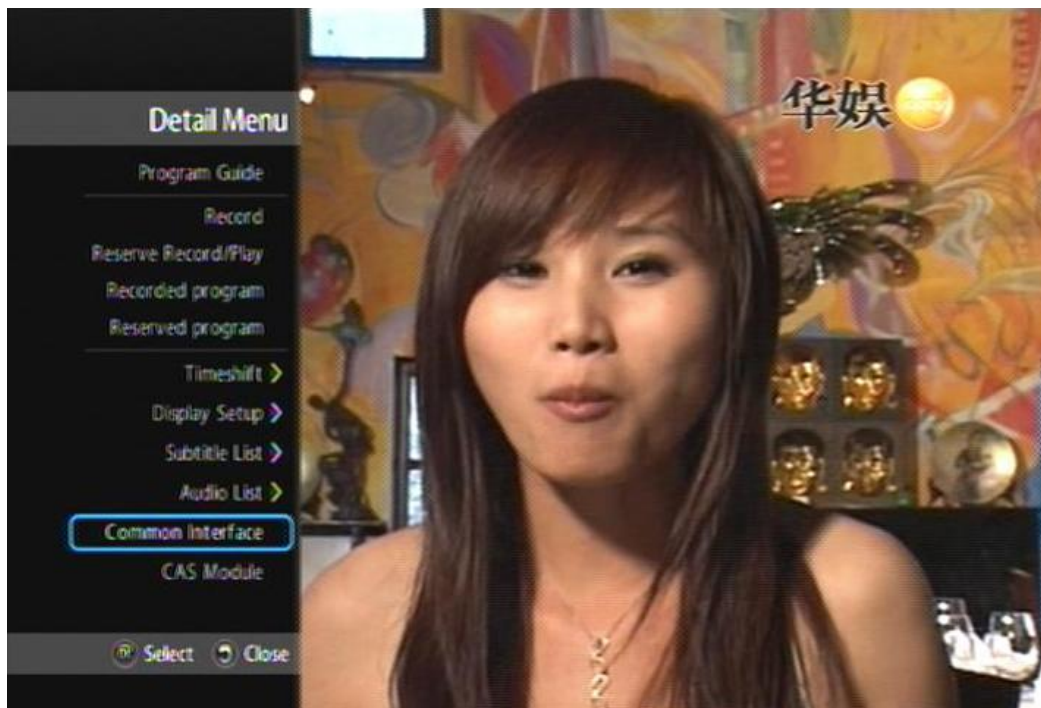 华娱
Detail Menu
Program Guide
Record
Reserve Record/Play
Recorded program
Reserved program
Timeshift
Display Setup
Subtitle List
Audio List
Common Interface
CAS Module
Select Close